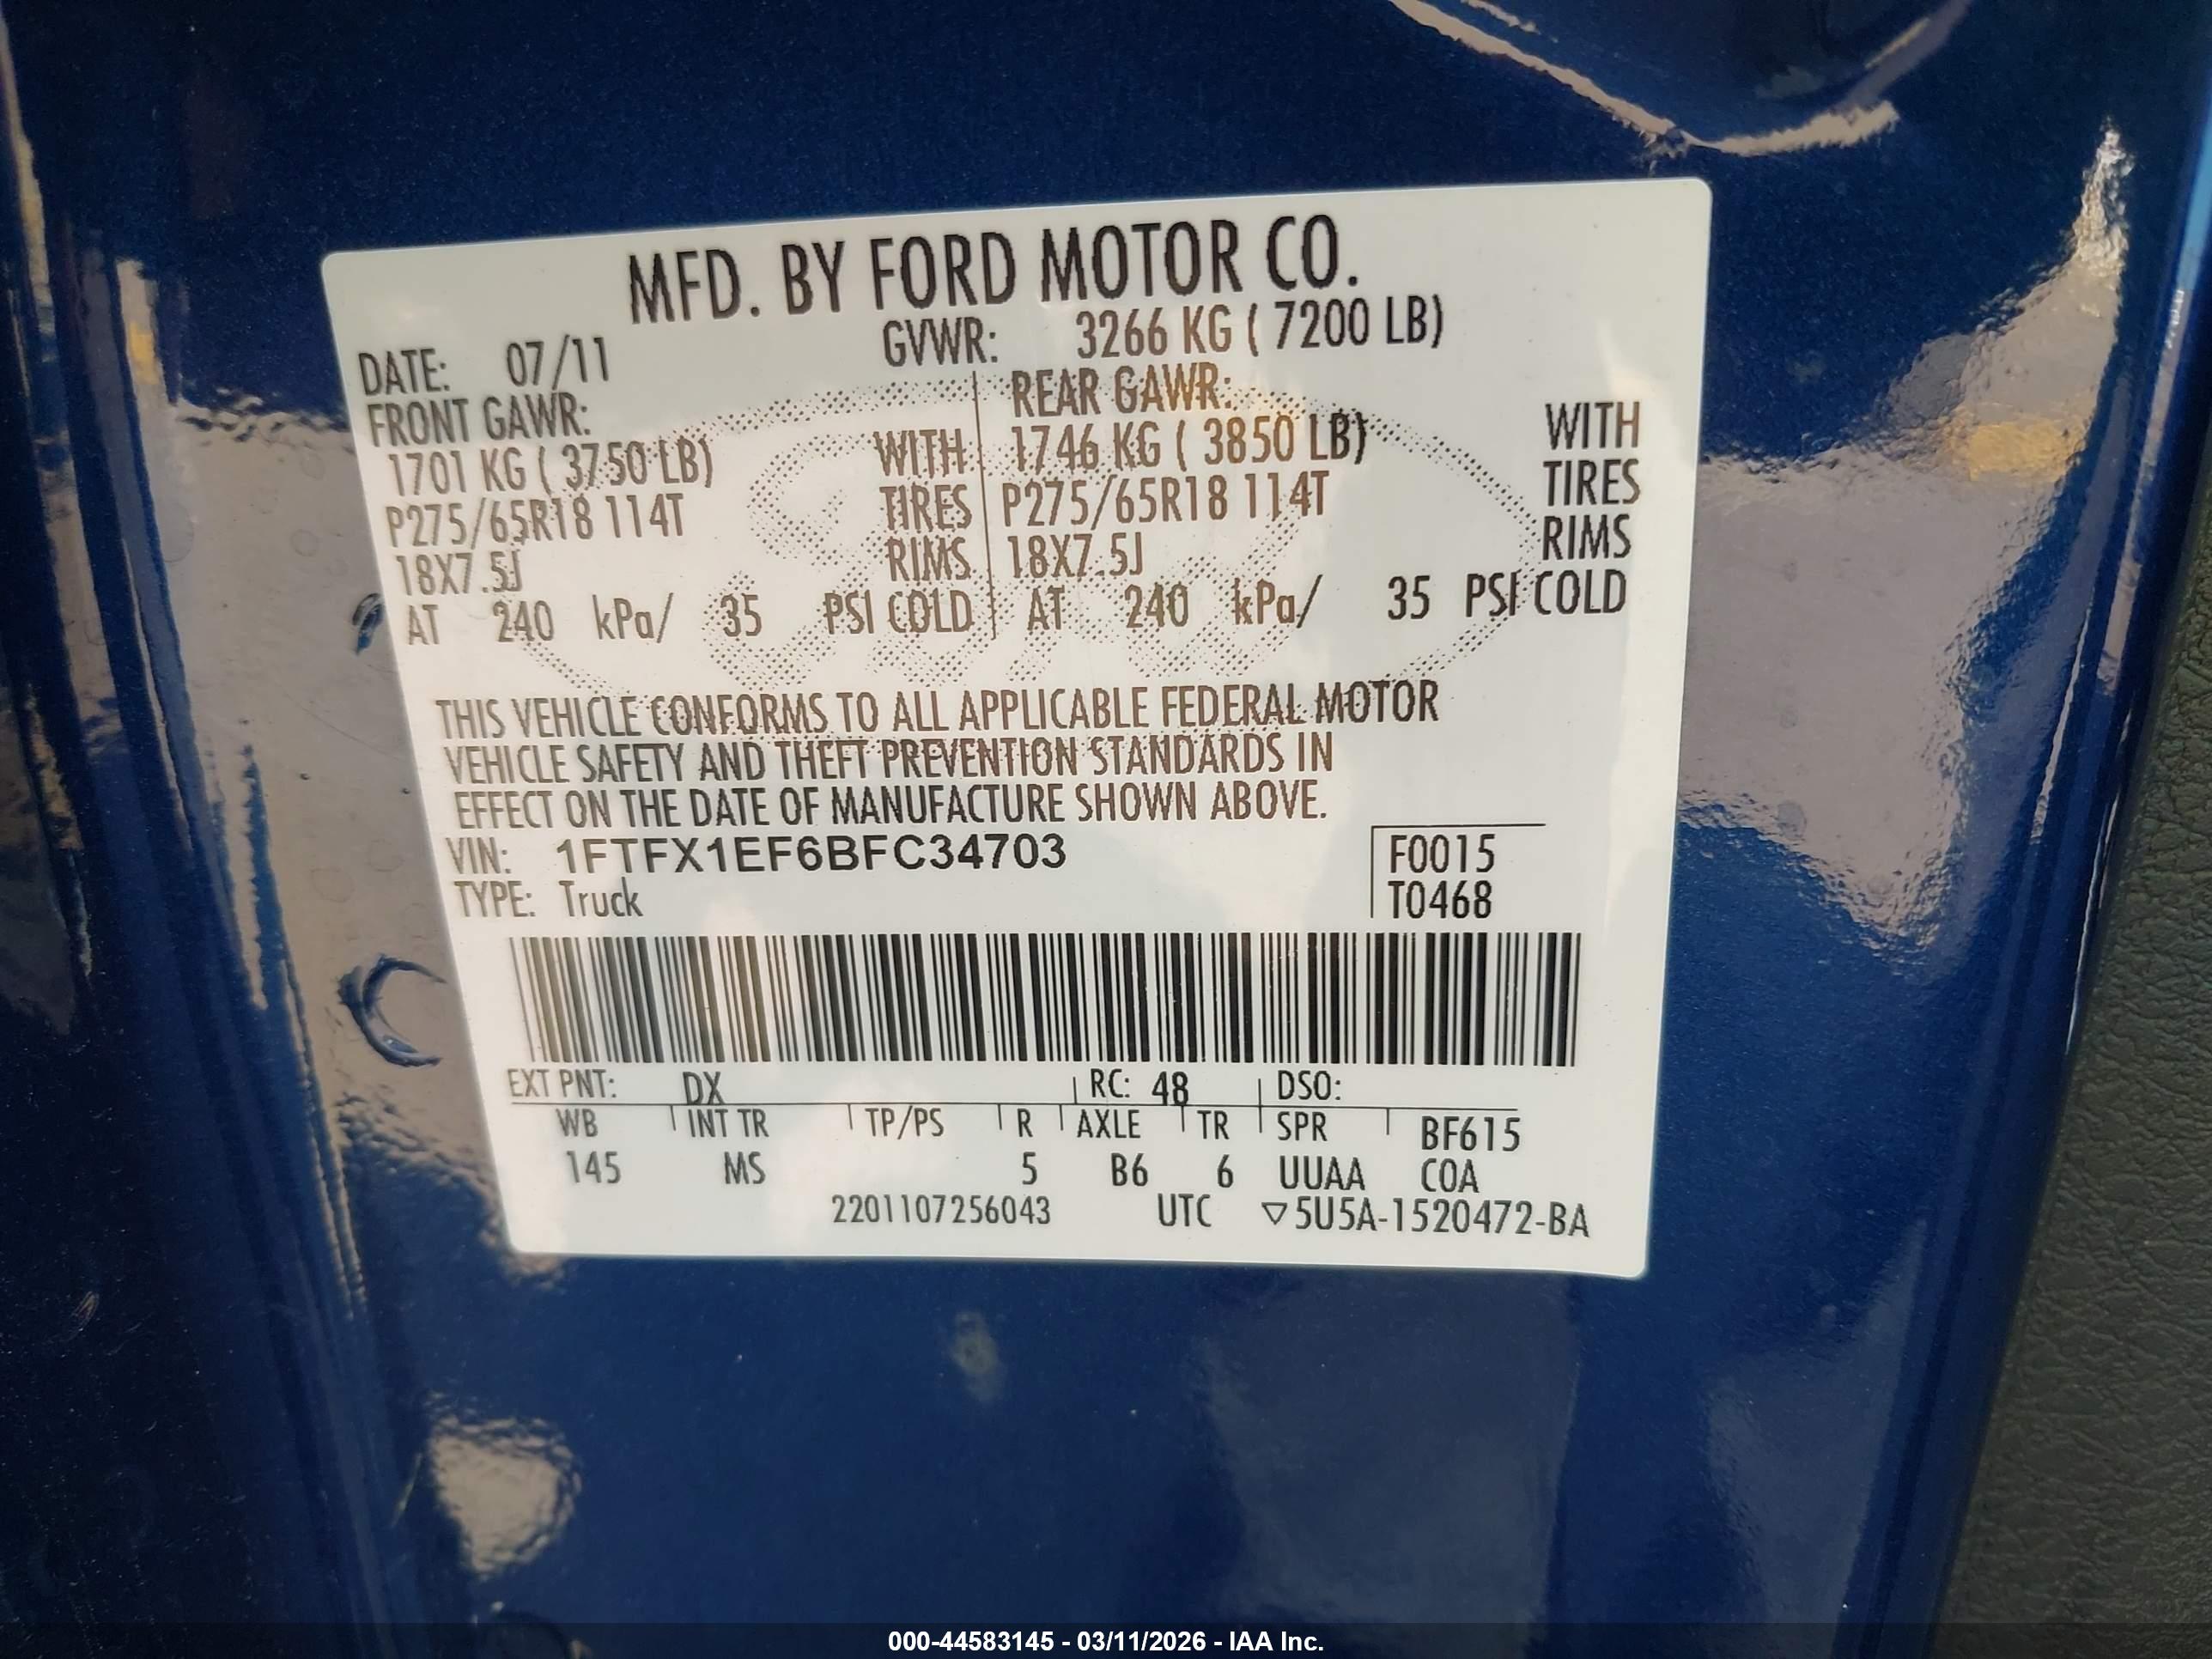 MFD. BY FORD MOTOR CO.
DATE: 07/11 GVWR: 3266 KG ( 7200 LB)
FRONT GAWR: REAR GAWR:
1701 KG ( 3750 LB) WITH 1746 KG ( 3850 LB) WITH
P275/65R18 114T TIRES P275/65R18 114T TIRES
18X7.5J RIMS 18X7.5J RIMS
AT 240 kPa/ 35 PSI COLD AT 240 kPa/ 35 PSI COLD
THIS VEHICLE CONFORMS TO ALL APPLICABLE FEDERAL MOTOR
VEHICLE SAFETY AND THEFT PREVENTION STANDARDS IN
EFFECT ON THE DATE OF MANUFACTURE SHOWN ABOVE.
VIN: 1FTFX1EF6BFC34703 F0015
TYPE: Truck T0468
EXT PNT: DX RC: 48 DSO:
WB INT TR TP/PS R AXLE TR SPR BF615
145 MS 5 B6 6 UUAA COA
2201107256043 UTC ▽5U5A-1520472-BA
000-44583145 - 03/11/2026 - IAA Inc.